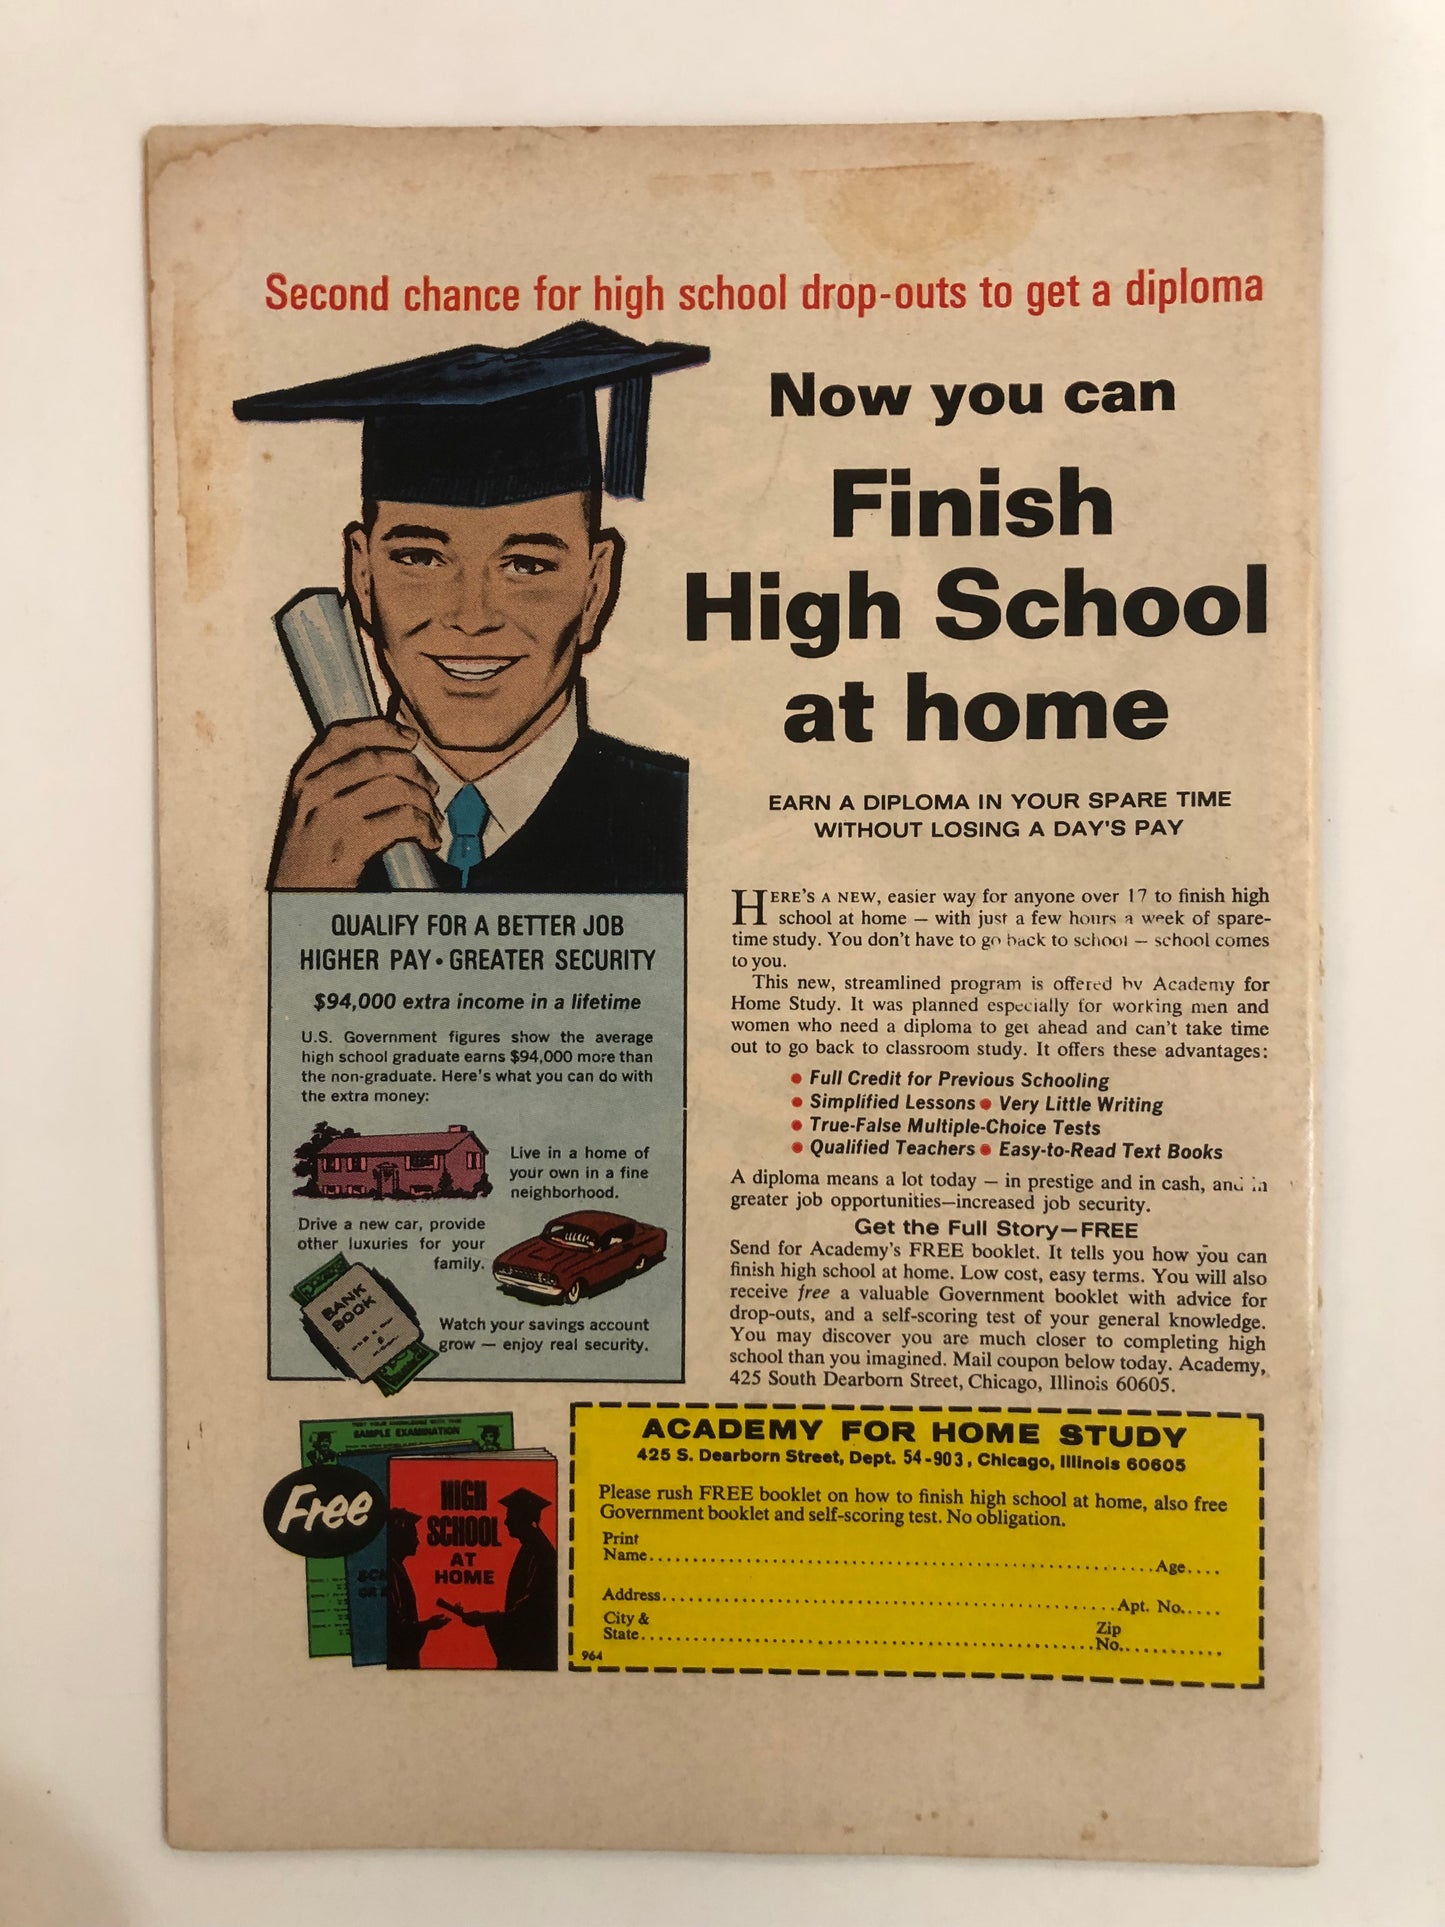 Second chance for high school drop-outs to get a diploma
Now you can
Finish
High School
at home
EARN A DIPLOMA IN YOUR SPARE TIME
WITHOUT LOSING A DAY'S PAY
HERE'S A NEW, easier way for anyone over 17 to finish high
school at home — with just a few hours a week of spare-
time study. You don't have to go back to school — school comes
to you.
This new, streamlined program is offered by Academy for
Home Study. It was planned especially for working men and
women who need a diploma to get ahead and can't take time
out to go back to classroom study. It offers these advantages:
• Full Credit for Previous Schooling
• Simplified Lessons • Very Little Writing
• True-False Multiple-Choice Tests
• Qualified Teachers • Easy-to-Read Text Books
A diploma means a lot today — in prestige and in cash, and in
greater job opportunities—increased job security.
Get the Full Story—FREE
Send for Academy's FREE booklet. It tells you how you can
finish high school at home. Low cost, easy terms. You will also
receive free a valuable Government booklet with advice for
drop-outs, and a self-scoring test of your general knowledge.
You may discover you are much closer to completing high
school than you imagined. Mail coupon below today. Academy,
425 South Dearborn Street, Chicago, Illinois 60605.
QUALIFY FOR A BETTER JOB
HIGHER PAY • GREATER SECURITY
$94,000 extra income in a lifetime
U.S. Government figures show the average
high school graduate earns $94,000 more than
the non-graduate. Here's what you can do with
the extra money:
Live in a home of
your own in a fine
neighborhood.
Drive a new car, provide
other luxuries for your
family.
BANK
BOOK
Watch your savings account
grow — enjoy real security.
SAMPLE EXAMINATION
Free
HIGH
SCHOOL
AT
HOME
ACADEMY FOR HOME STUDY
425 S. Dearborn Street, Dept. 54-903, Chicago, Illinois 60605
Please rush FREE booklet on how to finish high school at home, also free
Government booklet and self-scoring test. No obligation.
Print
Name.......... Age....
Address.......... Apt. No.....
City & Zip
State.......... No...........
964